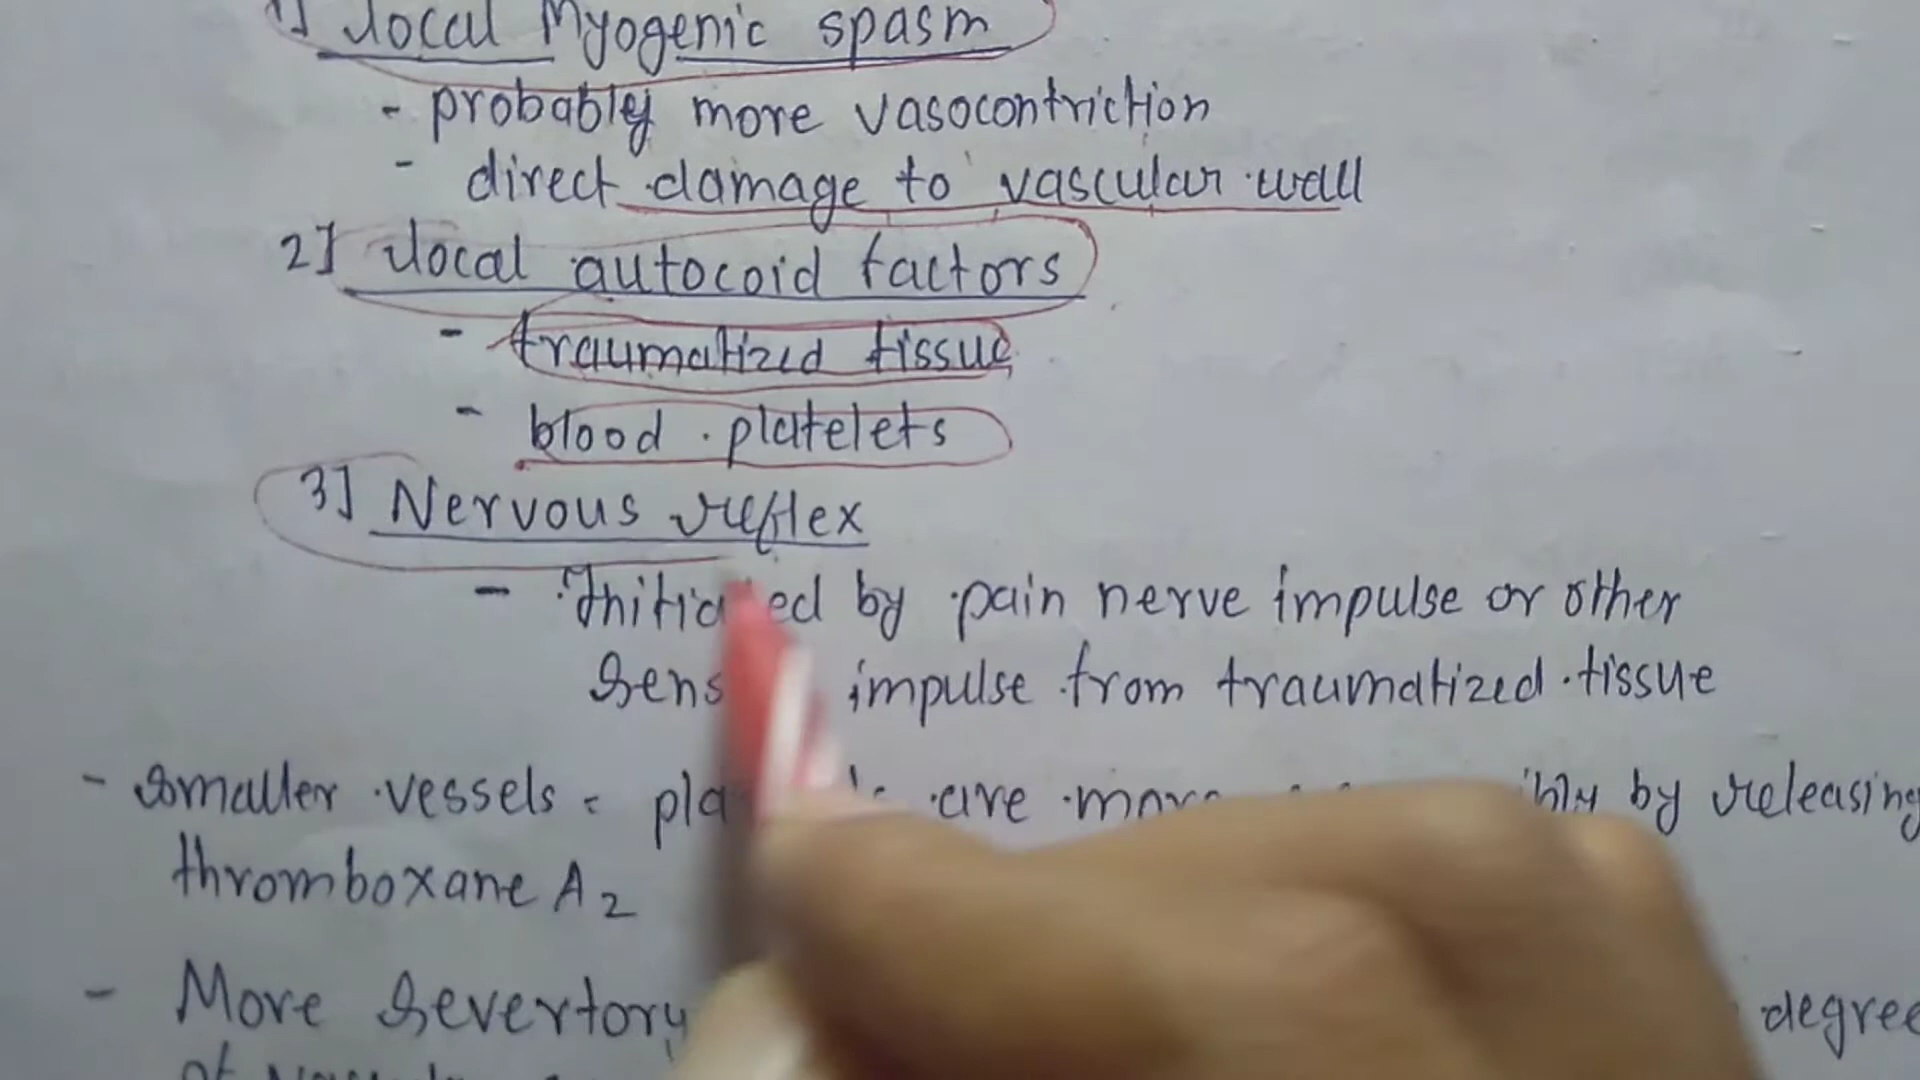 1] local Myogenic spasm
- probably more vasocontriction
- direct damage to vascular wall
2] local autocoid factors
- traumatized tissue
- blood platelets
3] Nervous reflex
- Initiated by pain nerve impulse or other
impulse from traumatized tissue
- smaller vessels = are by releasing
thromboxane A2
- More severtory degree
of